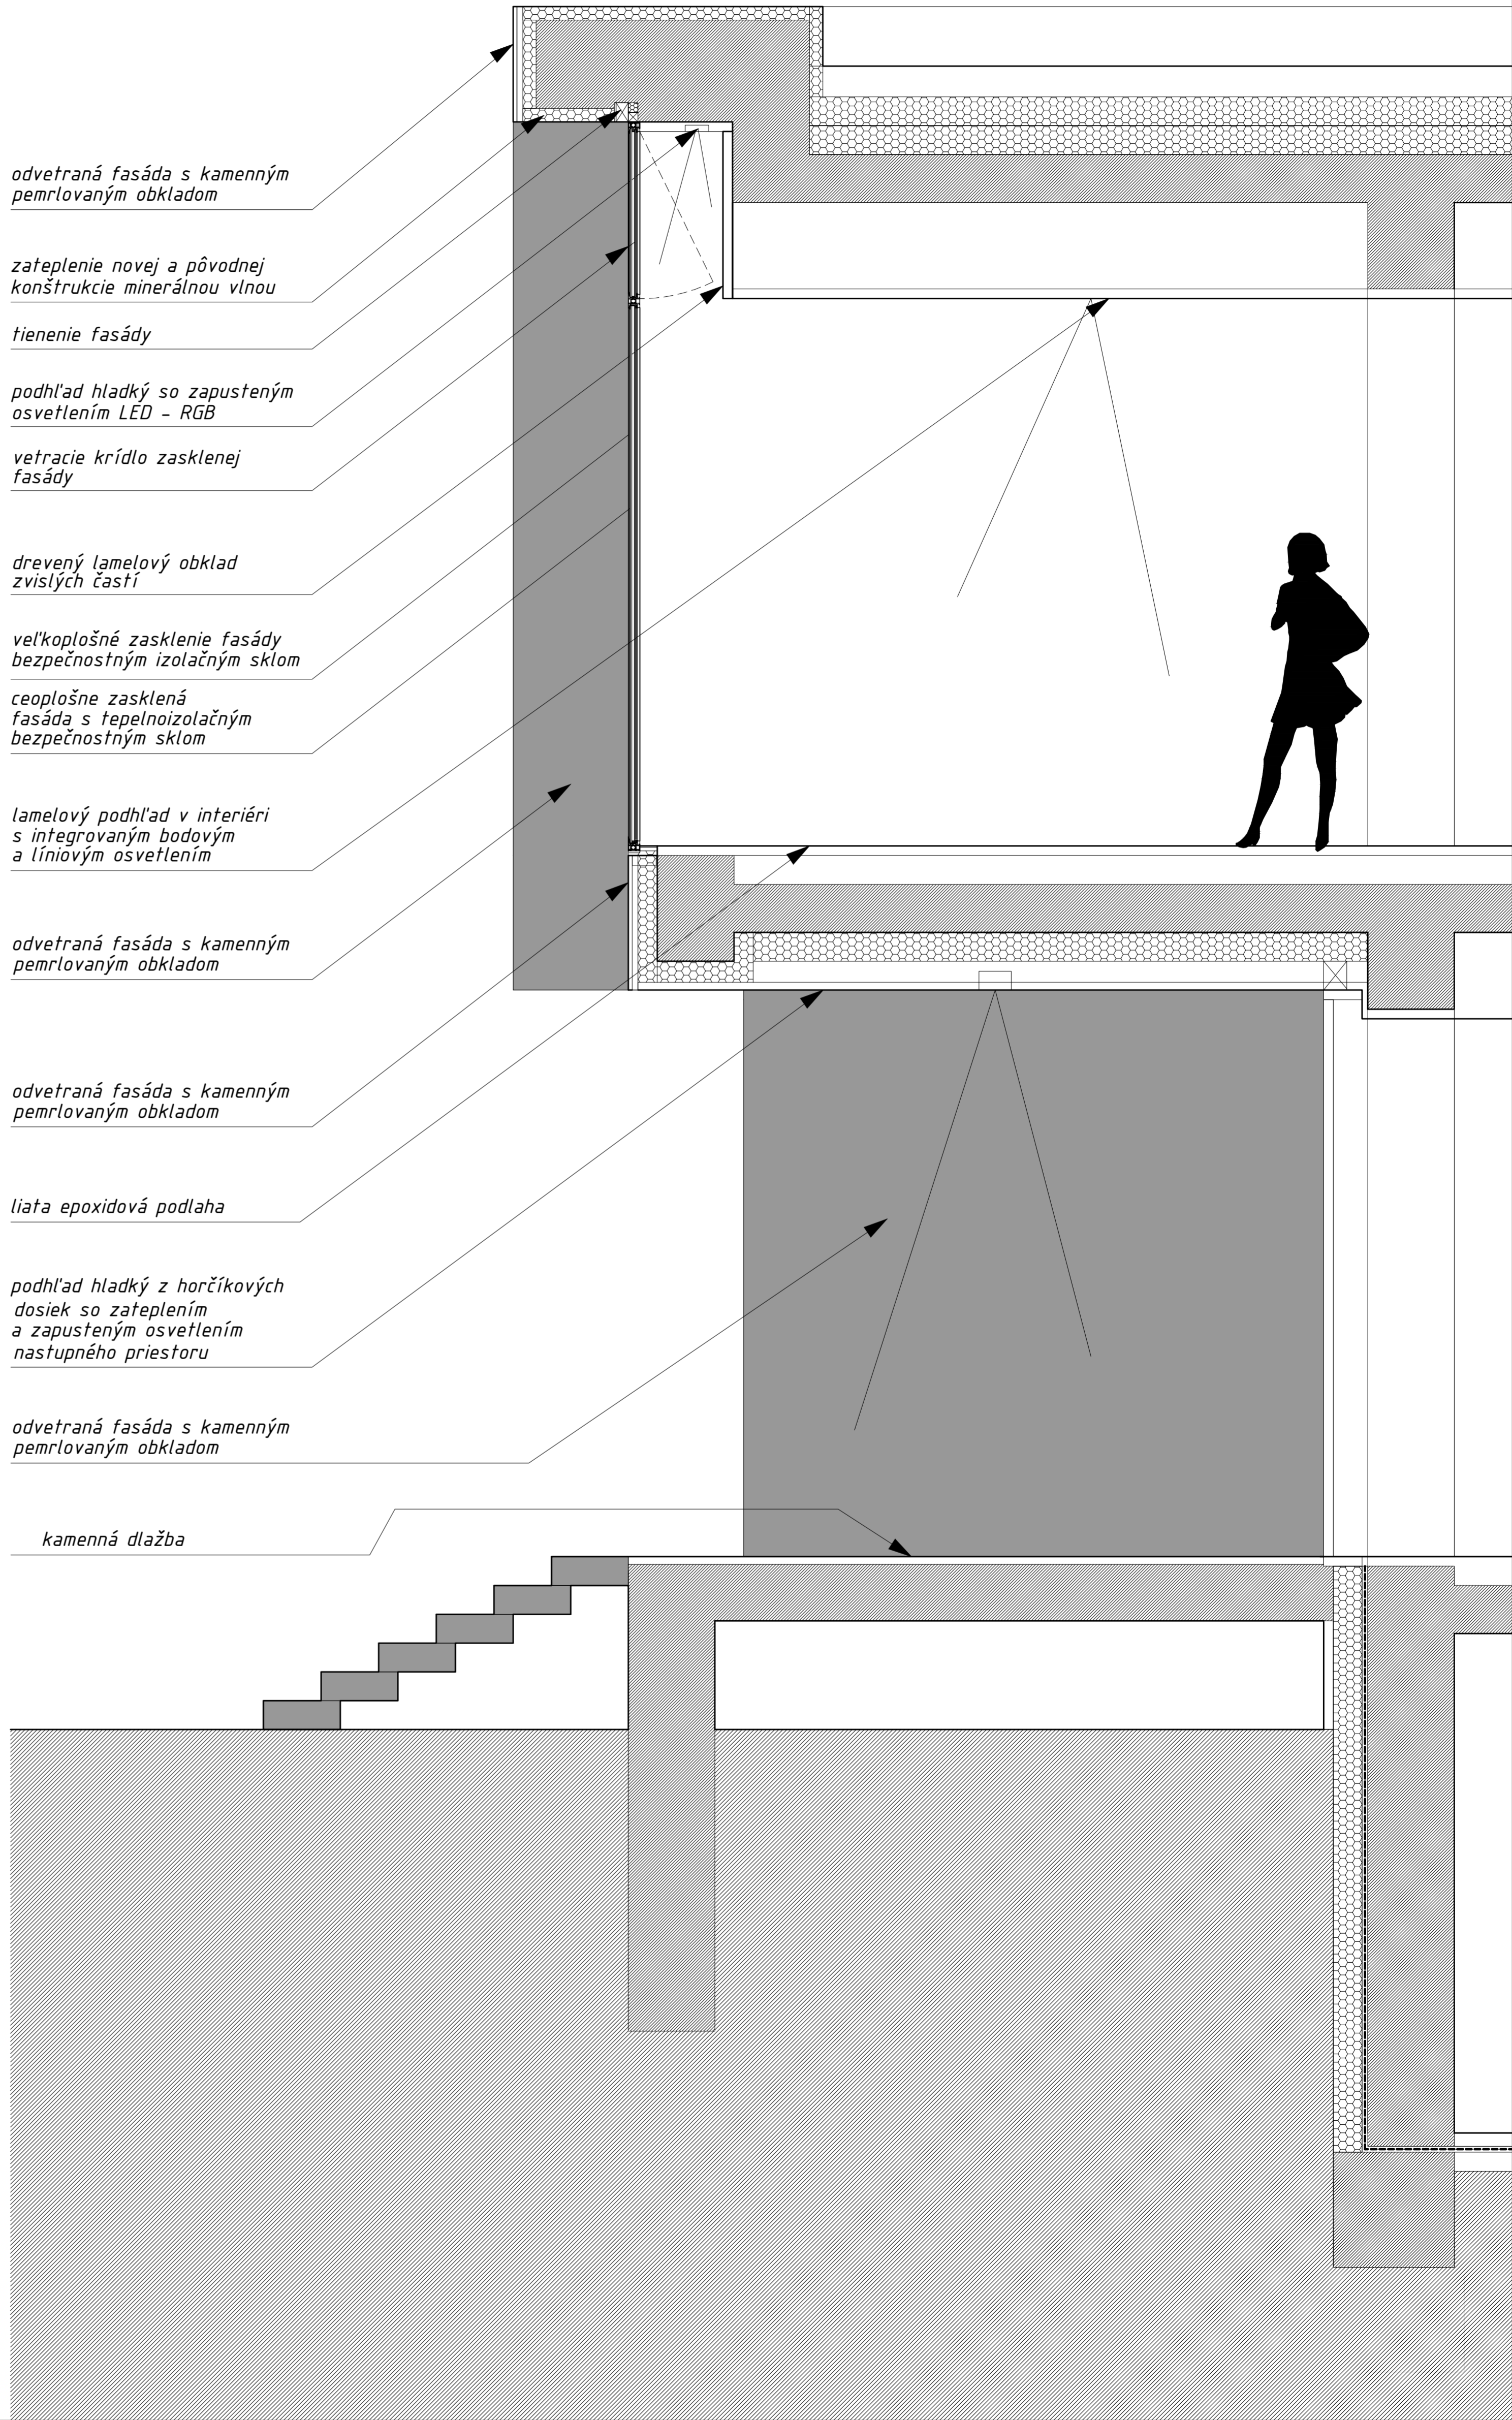 odvetraná fasáda s kamenným
pemrlovaným obkladom
zateplenie novej a pôvodnej
konštrukcie minerálnou vlnou
tienenie fasády
podhľad hladký so zapusteným
osvetlením LED - RGB
vetracie krídlo zasklenej
fasády
drevený lamelový obklad
zvislých častí
veľkoplošné zasklenie fasády
bezpečnostným izolačným sklom
ceoplošne zasklená
fasáda s tepelnoizolačným
bezpečnostným sklom
lamelový podhľad v interiéri
s integrovaným bodovým
a líniovým osvetlením
odvetraná fasáda s kamenným
pemrlovaným obkladom
odvetraná fasáda s kamenným
pemrlovaným obkladom
liata epoxidová podlaha
podhľad hladký z horčíkových
dosiek so zateplením
a zapusteným osvetlením
nastupného priestoru
odvetraná fasáda s kamenným
pemrlovaným obkladom
kamenná dlažba